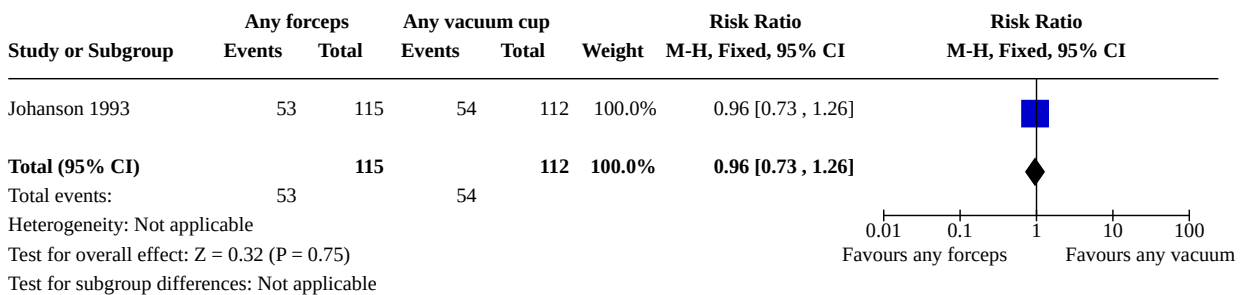 Any forceps Any vacuum cup Risk Ratio Risk Ratio
Study or Subgroup Events Total Events Total Weight M-H, Fixed, 95% CI M-H, Fixed, 95% CI
Johanson 1993 53 115 54 112 100.0% 0.96 [0.73 , 1.26]
Total (95% CI) 115 112 100.0% 0.96 [0.73 , 1.26]
Total events: 53 54
Heterogeneity: Not applicable 0.01 0.1 1 10 100
Test for overall effect: Z = 0.32 (P = 0.75) Favours any forceps Favours any vacuum
Test for subgroup differences: Not applicable